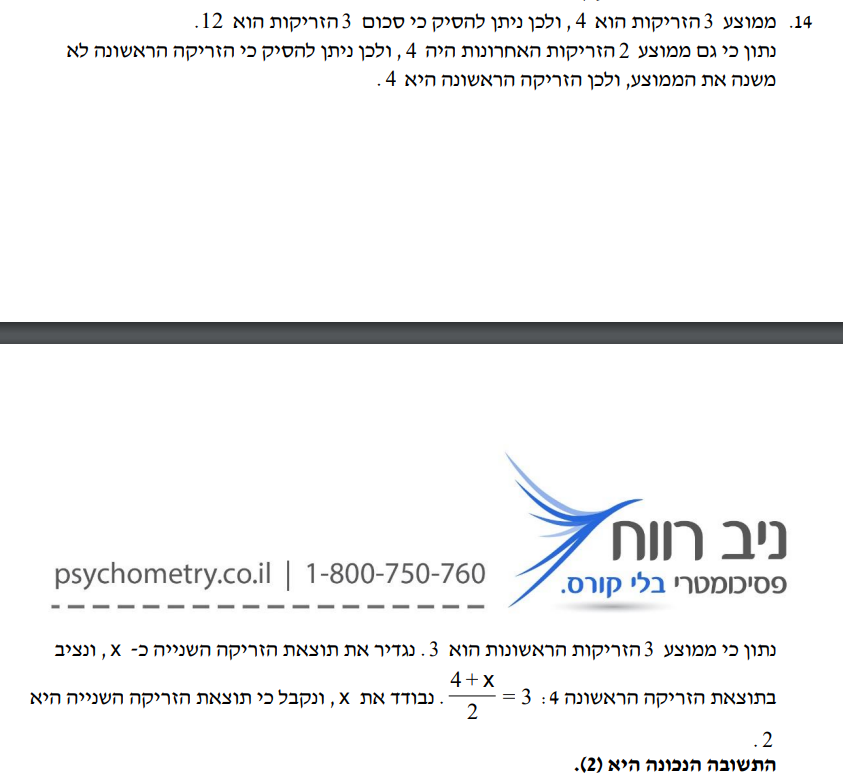 14. ממוצע 3 הזריקות הוא 4, ולכן ניתן להסיק כי סכום 3 הזריקות הוא 12.
נתון כי גם ממוצע 2 הזריקות האחרונות היה 4, ולכן ניתן להסיק כי הזריקה הראשונה לא
משנה את הממוצע, ולכן הזריקה הראשונה היא 4.
ניב רווח
פסיכומטרי בלי קורס.
psychometry.co.il | 1-800-750-760
נתון כי ממוצע 3 הזריקות הראשונות הוא 3. נגדיר את תוצאת הזריקה השנייה כ- x, ונציב
בתוצאת הזריקה הראשונה 4: 3 = (4+x)/2. נבודד את x, ונקבל כי תוצאת הזריקה השנייה היא
2.
התשובה הנכונה היא (2).